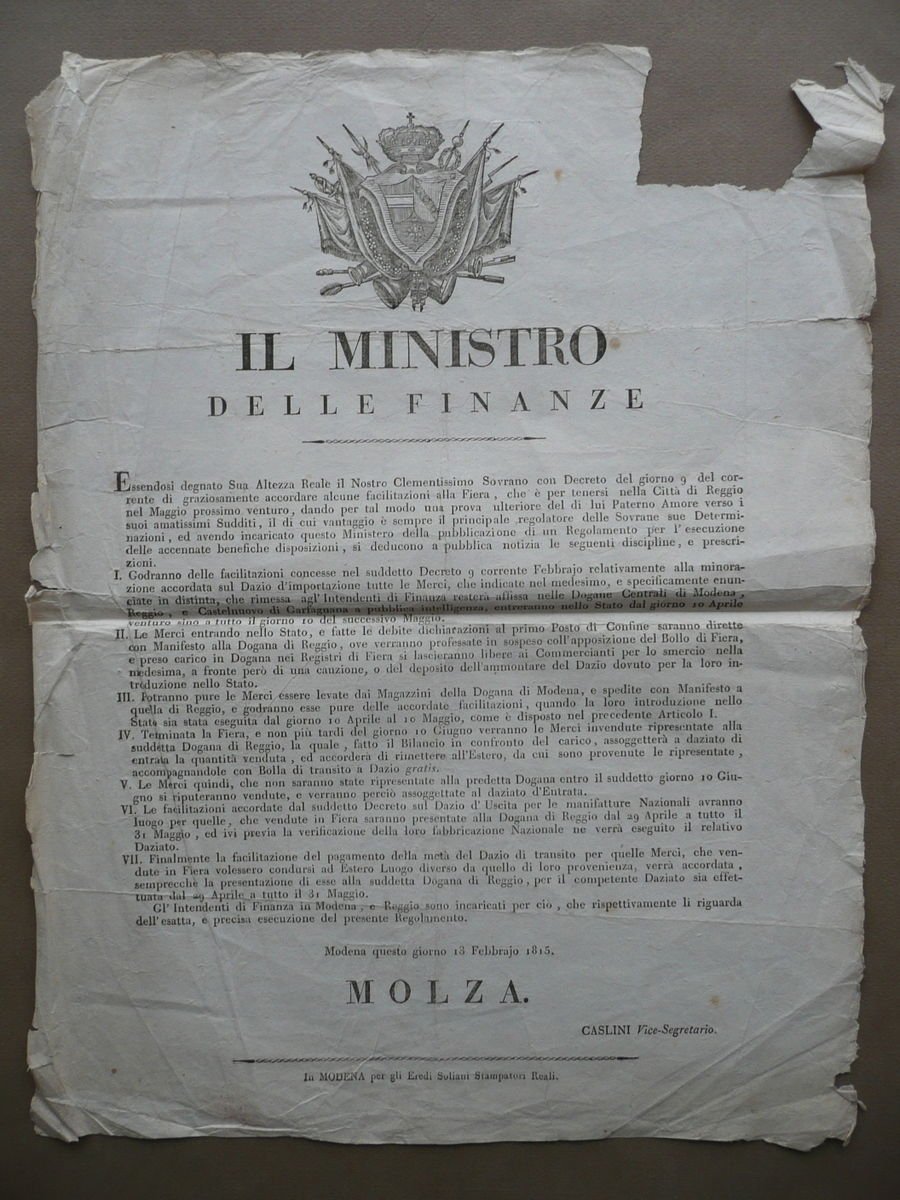 IL MINISTRO
DELLE FINANZE
Essendosi degnato Sua Altezza Reale il Nostro Clementissimo Sovrano con Decreto del giorno 9 del cor-
rente di graziosamente accordare alcune facilitazioni alla Fiera, che è per tenersi nella Città di Reggio
nel Maggio prossimo venturo, dando per tal modo una prova ulteriore del di lui Paterno Amore verso i
suoi amatissimi Sudditi, il di cui vantaggio è sempre il principale regolatore delle Sovrane sue Determi-
nazioni, ed avendo incaricato questo Ministero della pubblicazione di un Regolamento per l'esecuzione
delle accennate benefiche disposizioni, si deducono a pubblica notizia le seguenti discipline, e prescri-
zioni.
I. Godranno delle facilitazioni concesse nel suddetto Decreto 9 corrente Febbrajo relativamente alla minora-
zione accordata sul Dazio d'importazione tutte le Merci, che indicate nel medesimo, e specificamente enun-
ciate in distinta, che rimessa agl'Intendenti di Finanza resterà affissa nelle Dogane Centrali di Modena,
Reggio, e Castelnuovo di Garfagnana a pubblica intelligenza, entreranno nello Stato dal giorno 10 Aprile
venturo sino a tutto il giorno 10 del successivo Maggio.
II. Le Merci entrando nello Stato, e fatte le debite dichiarazioni al primo Posto di Confine saranno dirette
con Manifesto alla Dogana di Reggio, ove verranno professate in sospeso coll'apposizione del Bollo di Fiera,
e preso carico in Dogana nei Registri di Fiera si lascieranno libere ai Commercianti per lo smercio nella
medesima, a fronte però di una cauzione, o del deposito dell'ammontare del Dazio dovuto per la loro in-
troduzione nello Stato.
III. Potranno pure le Merci essere levate dai Magazzini della Dogana di Modena, e spedite con Manifesto a
quella di Reggio, e godranno esse pure delle accordate facilitazioni, quando la loro introduzione nello
Stato sia stata eseguita dal giorno 10 Aprile al 10 Maggio, come è disposto nel precedente Articolo I.
IV. Terminata la Fiera, e non più tardi del giorno 10 Giugno verranno le Merci invendute ripresentate alla
suddetta Dogana di Reggio, la quale, fatto il Bilancio in confronto del carico, assoggetterà a daziato di
entrata la quantità venduta, ed accorderà di rimettere all'Estero, da cui sono provenute le ripresentate,
accompagnandole con Bolla di transito a Dazio gratis.
V. Le Merci quindi, che non saranno state ripresentate alla predetta Dogana entro il suddetto giorno 10 Giu-
gno si riputeranno vendute, e verranno perciò assoggettate al daziato d'Entrata.
VI. Le facilitazioni accordate dal suddetto Decreto sul Dazio d'Uscita per le manifatture Nazionali avranno
luogo per quelle, che vendute in Fiera saranno presentate alla Dogana di Reggio dal 29 Aprile a tutto il
31 Maggio, ed ivi previa la verificazione della loro fabbricazione Nazionale ne verrà eseguito il relativo
Daziato.
VII. Finalmente la facilitazione del pagamento della metà del Dazio di transito per quelle Merci, che ven-
dute in Fiera volessero condursi ad Estero Luogo diverso da quello di loro provenienza, verrà accordata,
semprecchè la presentazione di esse alla suddetta Dogana di Reggio, per il competente Daziato sia effet-
tuata dal 29 Aprile a tutto il 31 Maggio.
Gl'Intendenti di Finanza in Modena, e Reggio sono incaricati per ciò, che rispettivamente li riguarda
dell'esatta, e precisa esecuzione del presente Regolamento.
Modena questo giorno 13 Febbrajo 1815.
MOLZA.
CASLINI Vice-Segretario.
In MODENA per gli Eredi Soliani Stampatori Reali.